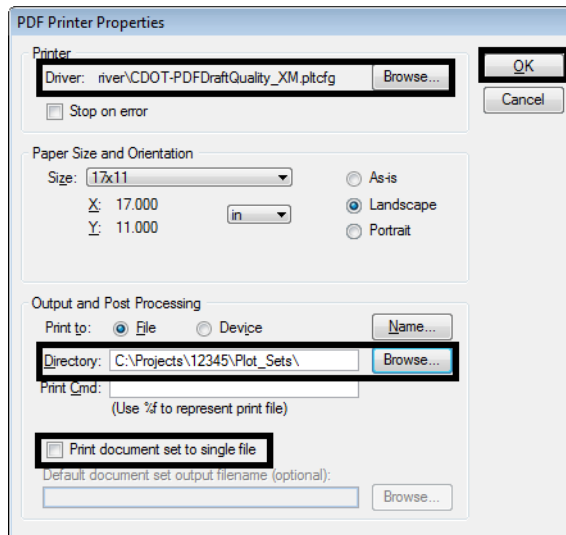 PDF Printer Properties
Printer
Driver: river\CDOT-PDFDraftQuality_XM.pltcfg Browse...
OK
Stop on error
Cancel
Paper Size and Orientation
Size: 17x11
As-is
X: 17.000
in
Landscape
Y: 11.000
Portrait
Output and Post Processing
Print to: File Device Name...
Directory: C:\Projects\12345\Plot_Sets\ Browse...
Print Cmd:
(Use %f to represent print file)
Print document set to single file
Default document set output filename (optional):
Browse...